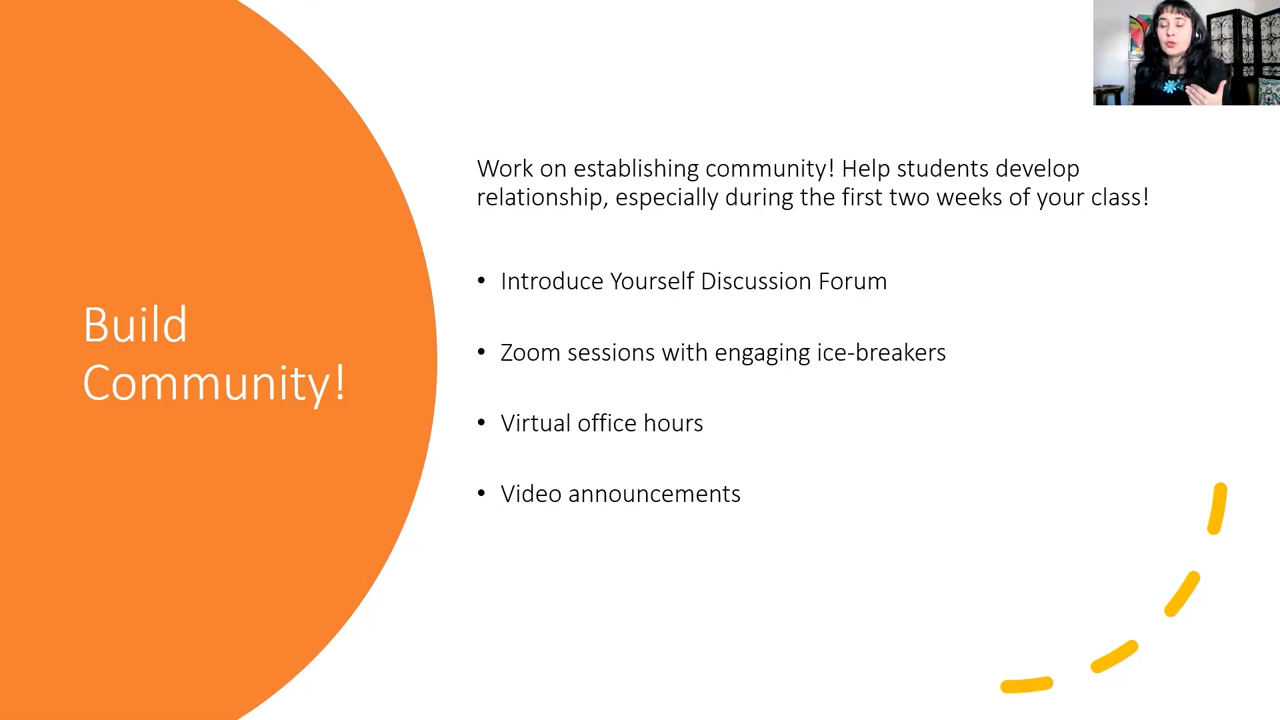 Build
Community!
Work on establishing community! Help students develop
relationship, especially during the first two weeks of your class!
• Introduce Yourself Discussion Forum
• Zoom sessions with engaging ice-breakers
• Virtual office hours
• Video announcements